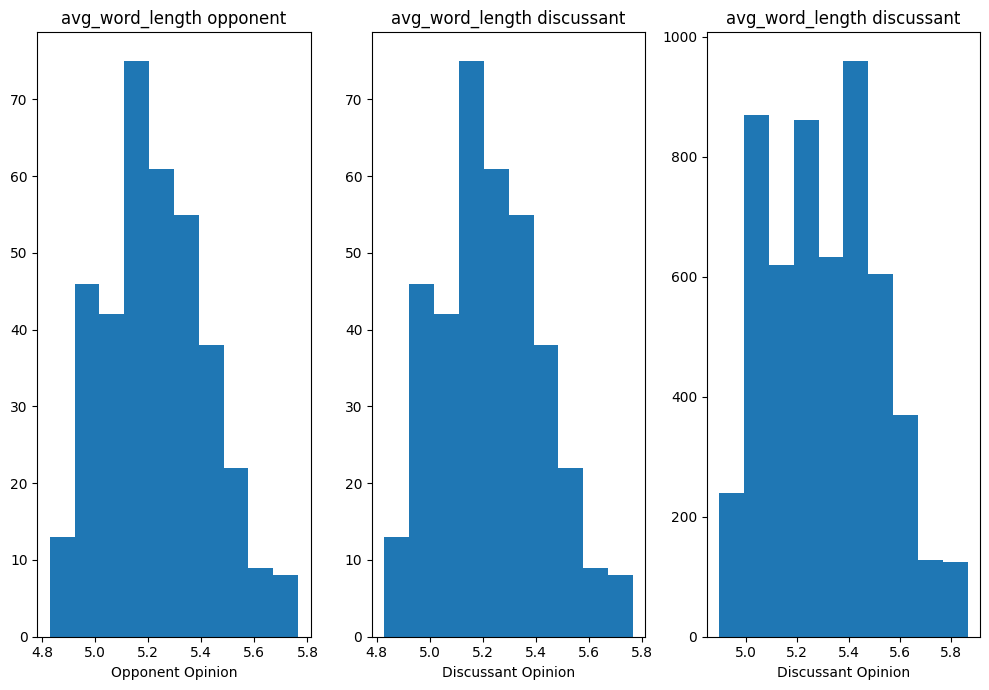 avg_word_length opponent
70
60
50
40
30
20
10
0
4.8 5.0 5.2 5.4 5.6 5.8
Opponent Opinion
avg_word_length discussant
70
60
50
40
30
20
10
0
4.8 5.0 5.2 5.4 5.6 5.8
Discussant Opinion
avg_word_length discussant
1000
800
600
400
200
0
5.0 5.2 5.4 5.6 5.8
Discussant Opinion